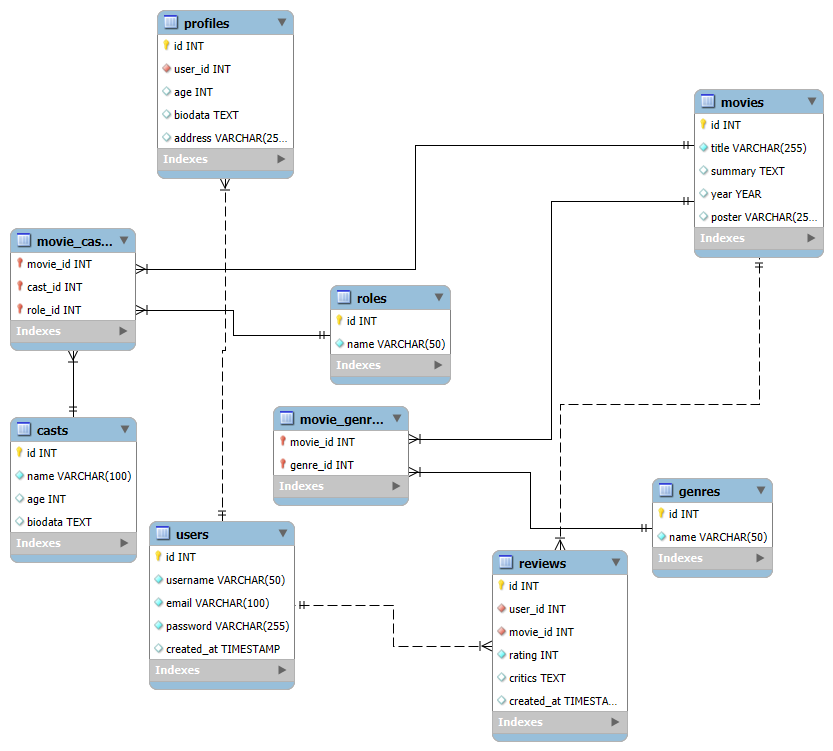 profiles
id INT
user_id INT
age INT
biodata TEXT
address VARCHAR(25...
Indexes
movies
id INT
title VARCHAR(255)
summary TEXT
year YEAR
poster VARCHAR(25...
Indexes
movie_cas...
movie_id INT
cast_id INT
role_id INT
Indexes
roles
id INT
name VARCHAR(50)
Indexes
casts
id INT
name VARCHAR(100)
age INT
biodata TEXT
Indexes
movie_genr...
movie_id INT
genre_id INT
Indexes
genres
id INT
name VARCHAR(50)
Indexes
users
id INT
username VARCHAR(50)
email VARCHAR(100)
password VARCHAR(255)
created_at TIMESTAMP
Indexes
reviews
id INT
user_id INT
movie_id INT
rating INT
critics TEXT
created_at TIMESTA...
Indexes